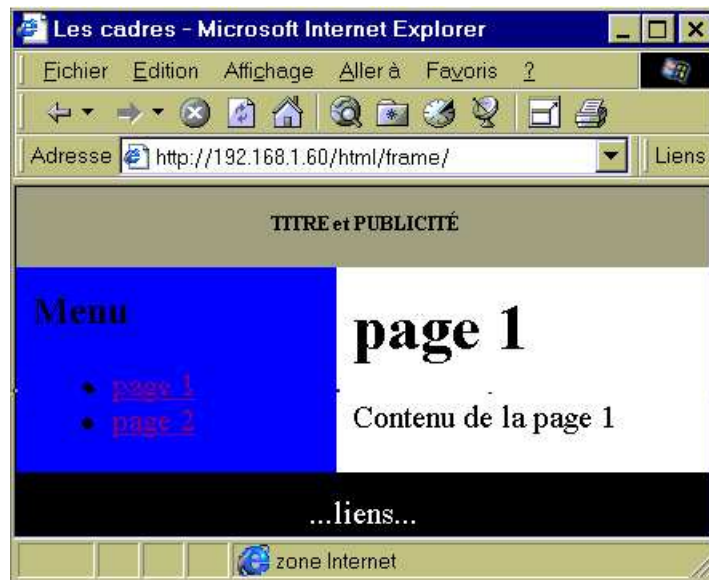 Les cadres - Microsoft Internet Explorer
Fichier Edition Affichage Aller à Favoris ?
Adresse http://192.168.1.60/html/frame/ Liens
TITRE et PUBLICITÉ
Menu
page 1
page 2
page 1
Contenu de la page 1
...liens...
zone Internet